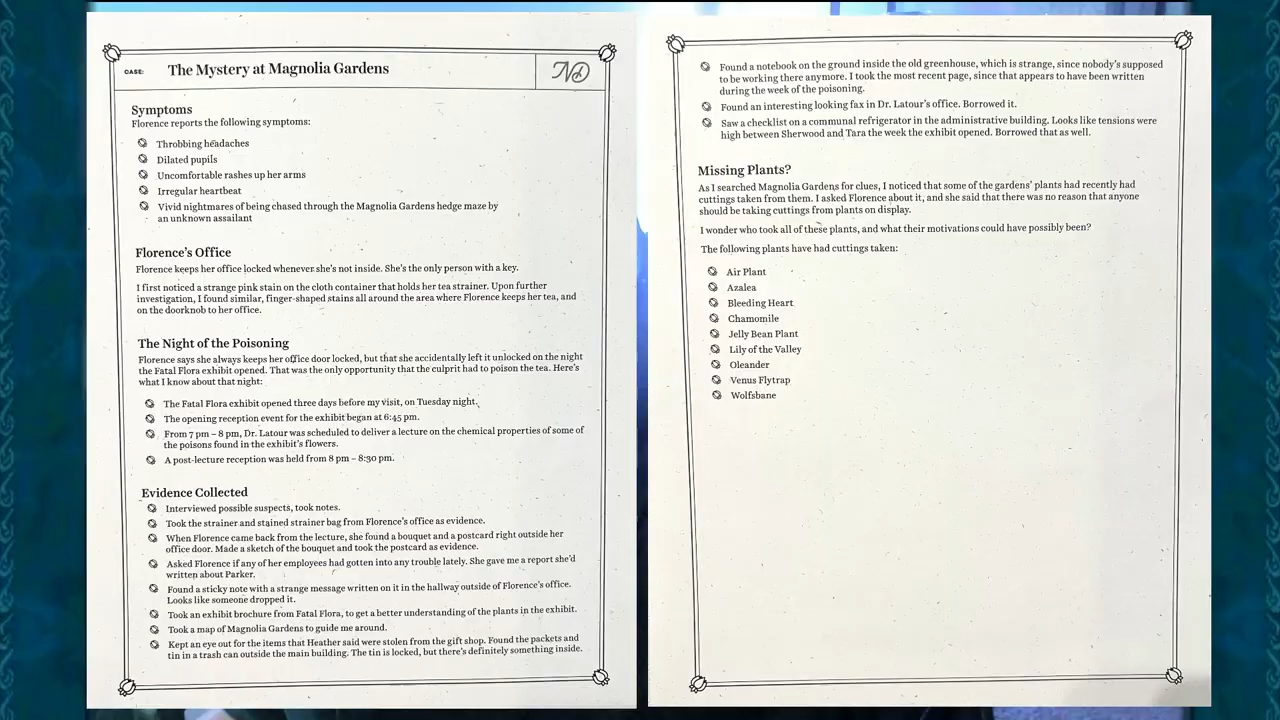 CASE: The Mystery at Magnolia Gardens
ND
Symptoms
Florence reports the following symptoms:
Throbbing headaches
Dilated pupils
Uncomfortable rashes up her arms
Irregular heartbeat
Vivid nightmares of being chased through the Magnolia Gardens hedge maze by
an unknown assailant
Florence's Office
Florence keeps her office locked whenever she's not inside. She's the only person with a key.
I first noticed a strange pink stain on the cloth container that holds her tea strainer. Upon further
investigation, I found similar, finger-shaped stains all around the area where Florence keeps her tea, and
on the doorknob to her office.
The Night of the Poisoning
Florence says she always keeps her office door locked, but that she accidentally left it unlocked on the night
the Fatal Flora exhibit opened. That was the only opportunity that the culprit had to poison the tea. Here's
what I know about that night:
The Fatal Flora exhibit opened three days before my visit, on Tuesday night.
The opening reception event for the exhibit began at 6:45 pm.
From 7 pm – 8 pm, Dr. Latour was scheduled to deliver a lecture on the chemical properties of some of
the poisons found in the exhibit's flowers.
A post-lecture reception was held from 8 pm – 8:30 pm.
Evidence Collected
Interviewed possible suspects, took notes.
Took the strainer and stained strainer bag from Florence's office as evidence.
When Florence came back from the lecture, she found a bouquet and a postcard right outside her
office door. Made a sketch of the bouquet and took the postcard as evidence.
Asked Florence if any of her employees had gotten into any trouble lately. She gave me a report she'd
written about Parker.
Found a sticky note with a strange message written on it in the hallway outside of Florence's office.
Looks like someone dropped it.
Took an exhibit brochure from Fatal Flora, to get a better understanding of the plants in the exhibit.
Took a map of Magnolia Gardens to guide me around.
Kept an eye out for the items that Heather said were stolen from the gift shop. Found the packets and
tin in a trash can outside the main building. The tin is locked, but there's definitely something inside.
Found a notebook on the ground inside the old greenhouse, which is strange, since nobody's supposed
to be working there anymore. I took the most recent page, since that appears to have been written
during the week of the poisoning.
Found an interesting looking fax in Dr. Latour's office. Borrowed it.
Saw a checklist on a communal refrigerator in the administrative building. Looks like tensions were
high between Sherwood and Tara the week the exhibit opened. Borrowed that as well.
Missing Plants?
As I searched Magnolia Gardens for clues, I noticed that some of the gardens' plants had recently had
cuttings taken from them. I asked Florence about it, and she said that there was no reason that anyone
should be taking cuttings from plants on display.
I wonder who took all of these plants, and what their motivations could have possibly been?
The following plants have had cuttings taken:
Air Plant
Azalea
Bleeding Heart
Chamomile
Jelly Bean Plant
Lily of the Valley
Oleander
Venus Flytrap
Wolfsbane